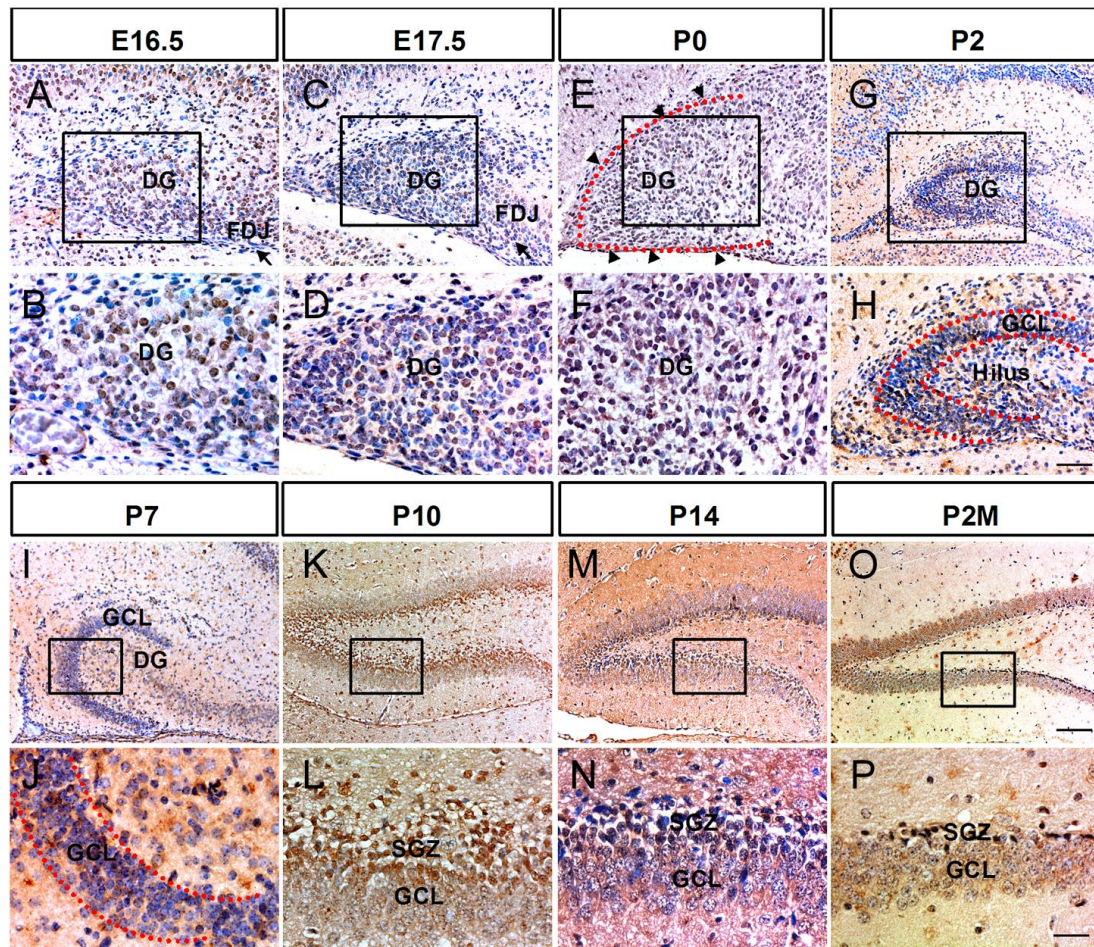 E16.5 E17.5 P0 P2
A C E G
DG DG DG DG
FDJ FDJ
B D F H
GCL
DG DG DG Hilus
P7 P10 P14 P2M
I K M O
GCL
DG
J L N P
SGZ SGZ SGZ
GCL GCL GCL GCL